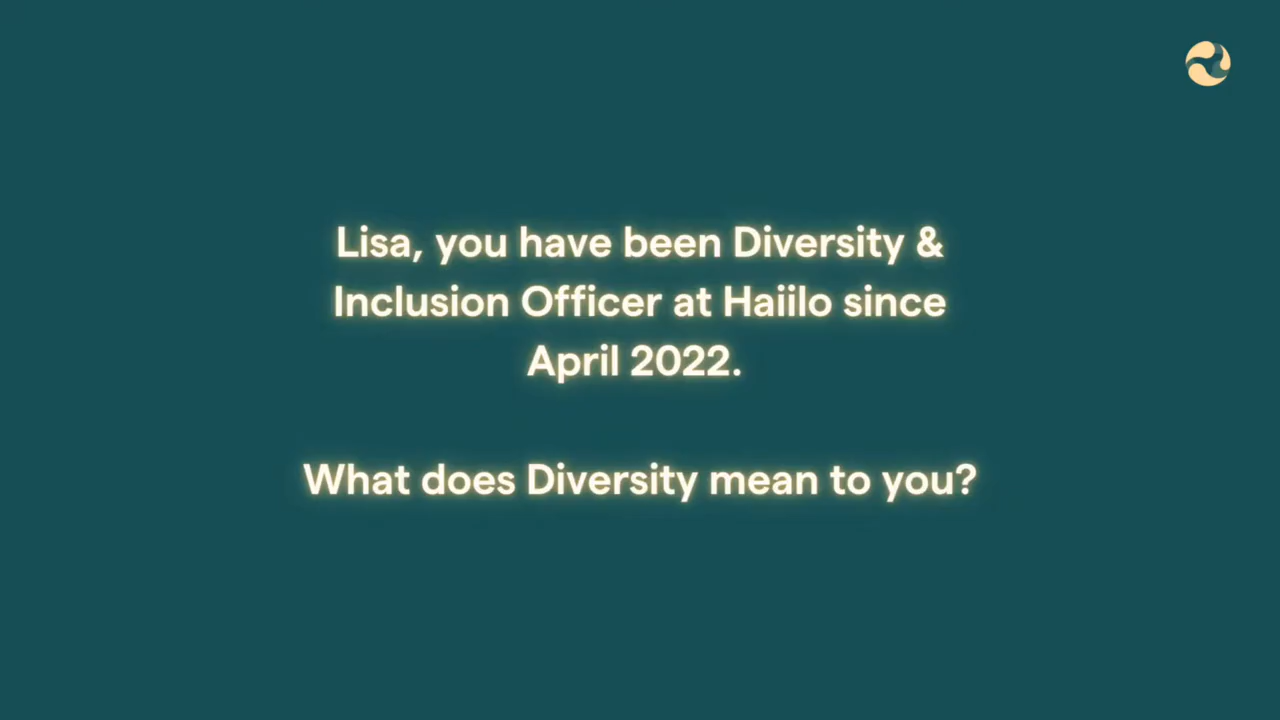 Lisa, you have been Diversity &
Inclusion Officer at Haiilo since
April 2022.
What does Diversity mean to you?